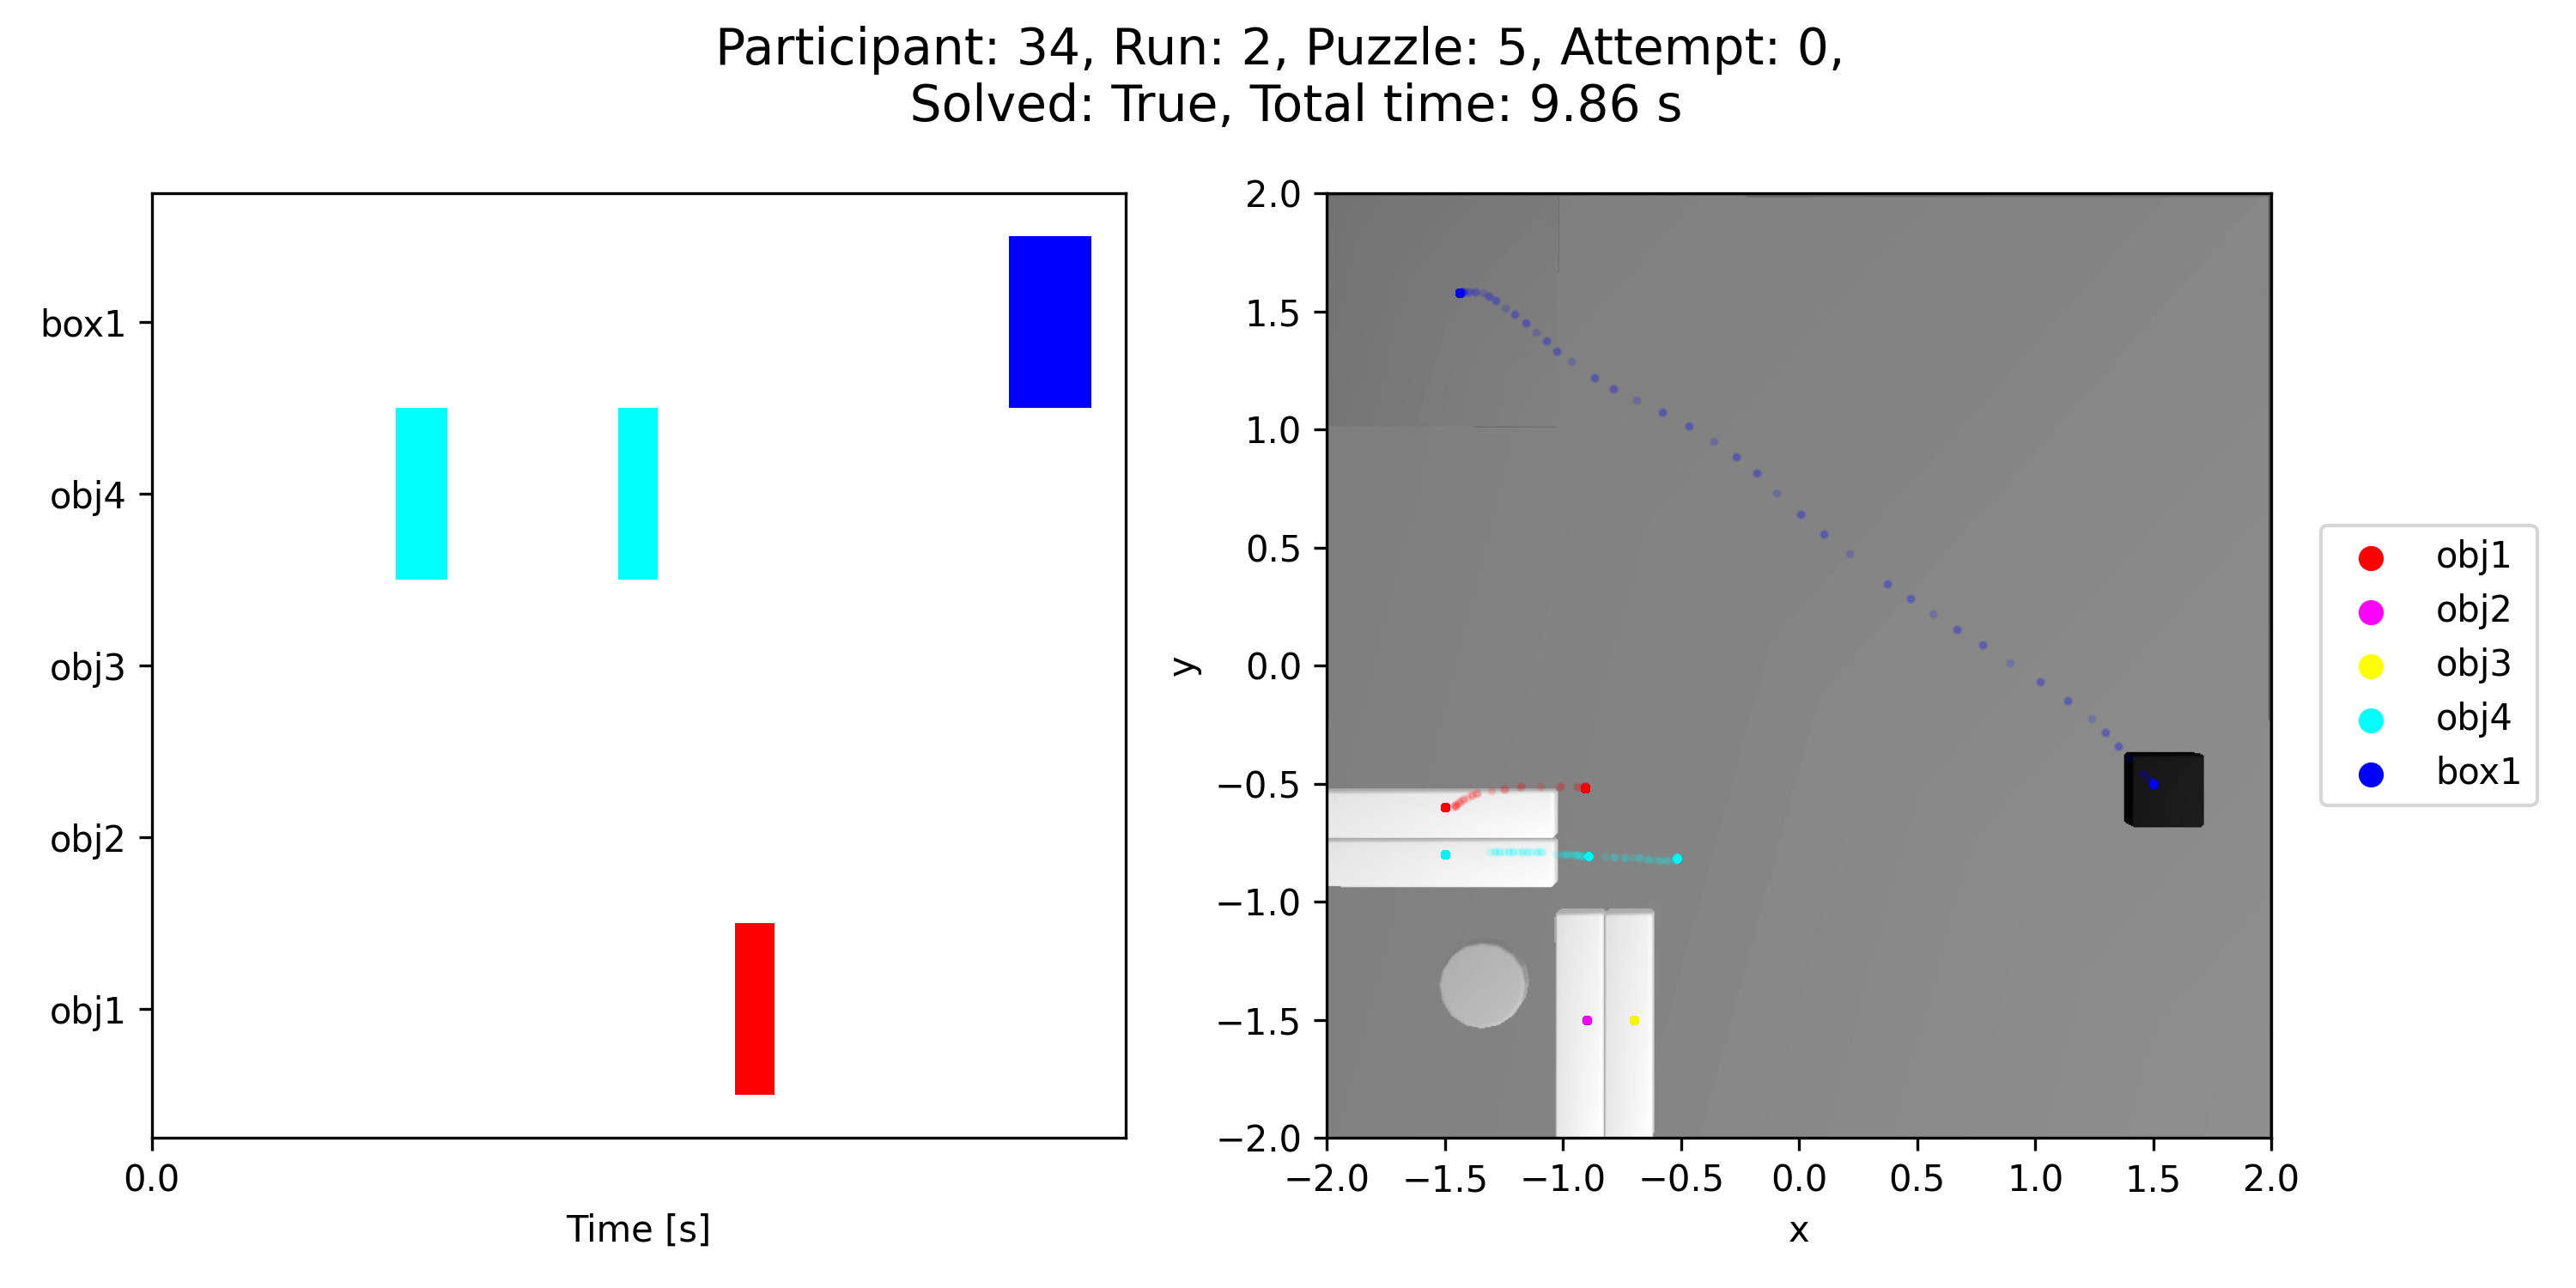 Participant: 34, Run: 2, Puzzle: 5, Attempt: 0,
Solved: True, Total time: 9.86 s
box1
obj4
obj3
obj2
obj1
0.0
Time [s]
2.0
1.5
1.0
0.5
0.0
−0.5
−1.0
−1.5
−2.0
y
−2.0 −1.5 −1.0 −0.5 0.0 0.5 1.0 1.5 2.0
x
obj1
obj2
obj3
obj4
box1